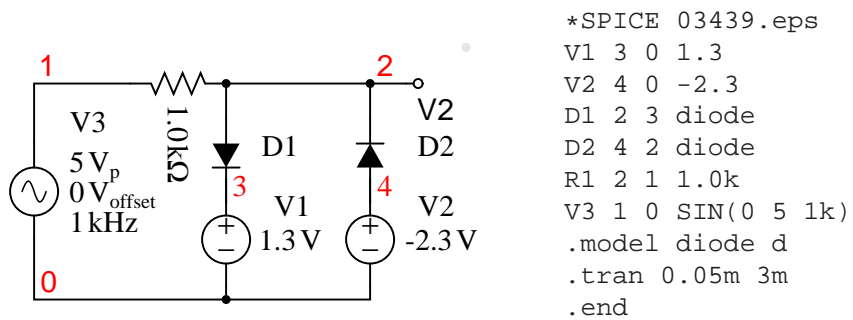 1
2
V2
V3
5 Vp
0 Voffset
1 kHz
1.0kΩ
D1
D2
3
4
V1
1.3 V
V2
-2.3 V
0
*SPICE 03439.eps
V1 3 0 1.3
V2 4 0 -2.3
D1 2 3 diode
D2 4 2 diode
R1 2 1 1.0k
V3 1 0 SIN(0 5 1k)
.model diode d
.tran 0.05m 3m
.end